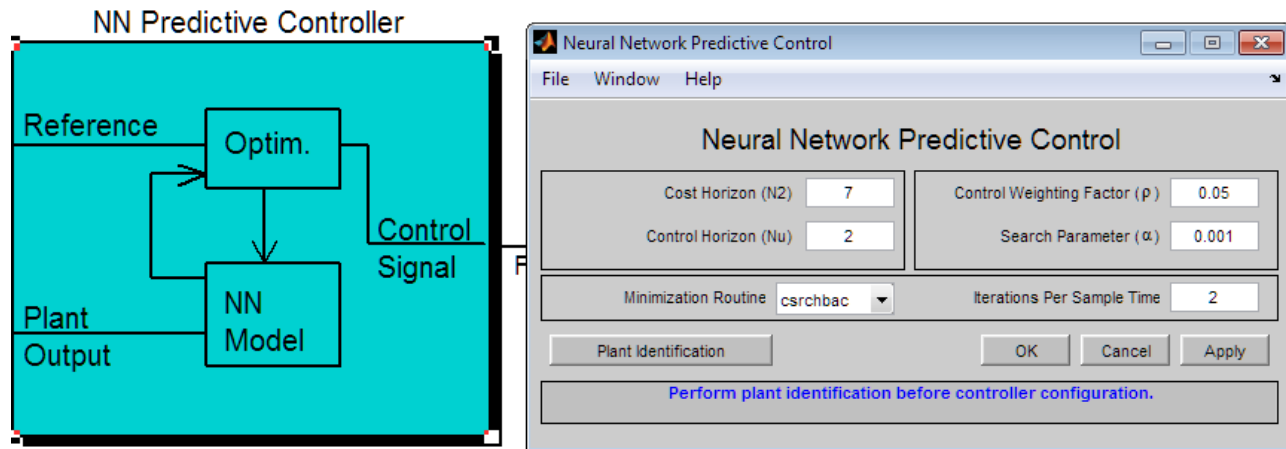 NN Predictive Controller
Reference
Optim.
Control
Signal
Plant
Output
NN
Model
F
Neural Network Predictive Control
File Window Help
Neural Network Predictive Control
Cost Horizon (N2) 7
Control Weighting Factor (ρ) 0.05
Control Horizon (Nu) 2
Search Parameter (α) 0.001
Minimization Routine csrchbac
Iterations Per Sample Time 2
Plant Identification OK Cancel Apply
Perform plant identification before controller configuration.